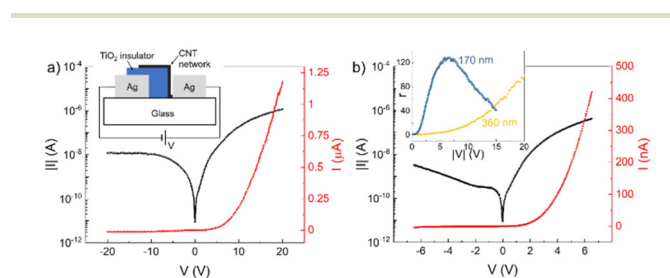 a)
TiO2 insulator
CNT
network
Ag
Ag
Glass
V
10-4
10-6
10-8
10-10
10-12
|I| (A)
-20
-10
0
10
20
V (V)
1.25
1
0.75
0.5
0.25
0
I (μA)
b)
170 nm
360 nm
r
100
0
0
5
10
15
20
|V| (V)
10-4
10-6
10-8
10-10
10-12
|I| (A)
-6
-4
-2
0
2
4
6
V (V)
500
400
300
200
100
0
I (nA)